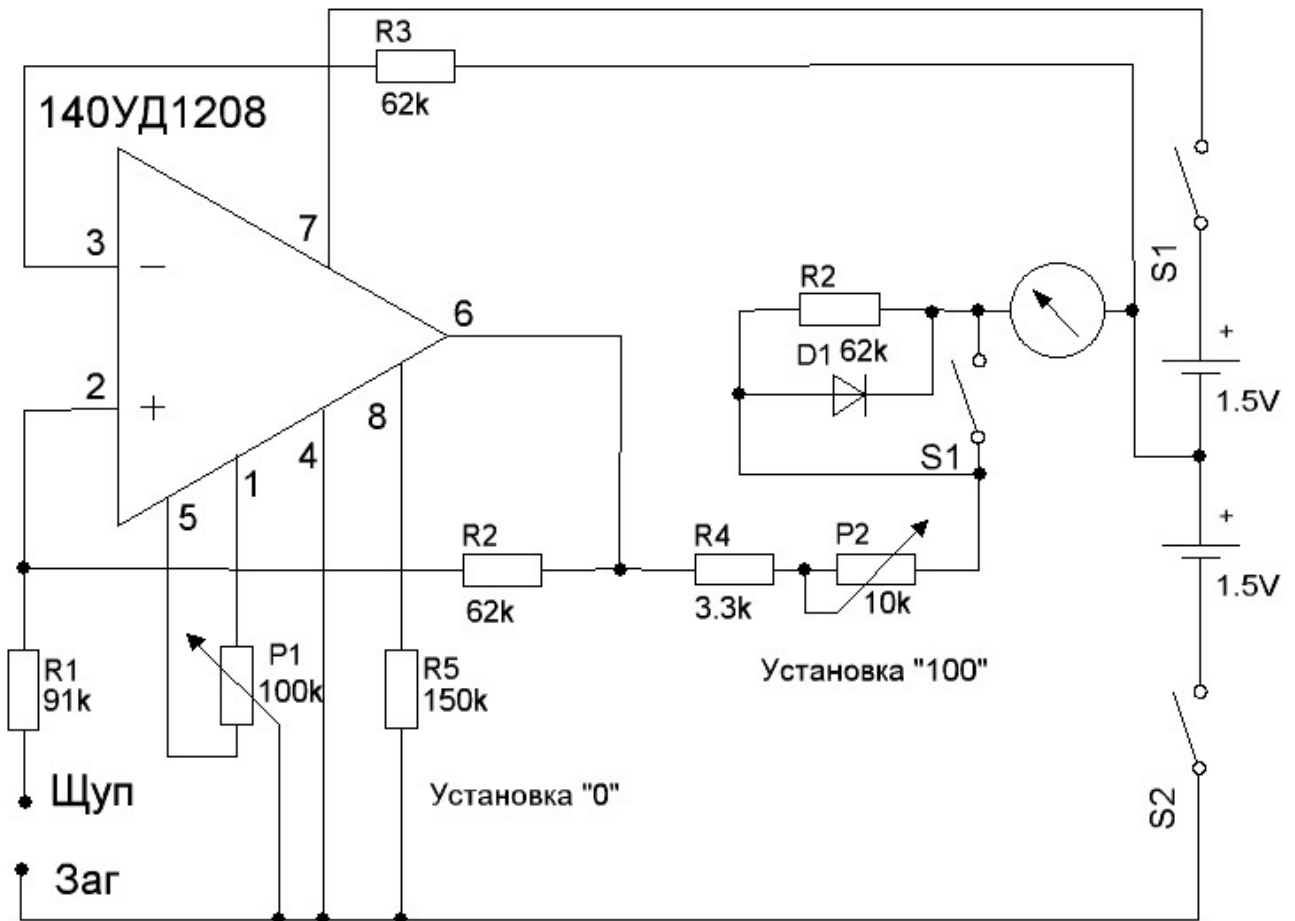 R3
62k
140УД1208
7
3
−
6
2
+
8
4
1
5
R2
D1 62k
S1
S1
+
1.5V
+
1.5V
R2
62k
R4
3.3k
P2
10k
R1
91k
P1
100k
R5
150k
Установка "100"
Щуп
Установка "0"
Заг
S2